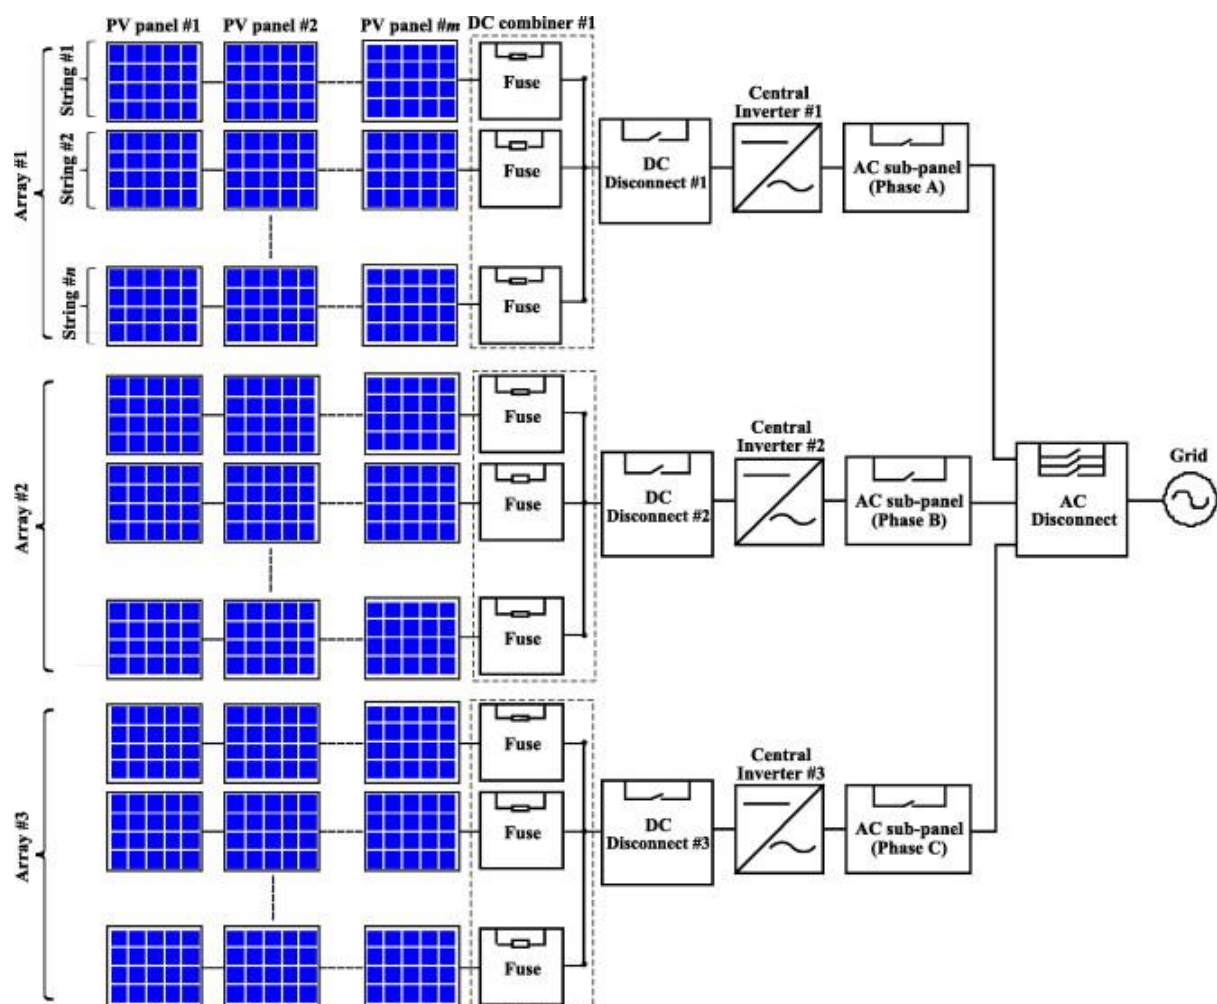 PV panel #1
PV panel #2
PV panel #m
DC combiner #1
Array #1
String #1
String #2
String #n
Fuse
Fuse
Fuse
DC
Disconnect #1
Central
Inverter #1
AC sub-panel
(Phase A)
Array #2
Fuse
Fuse
Fuse
DC
Disconnect #2
Central
Inverter #2
AC sub-panel
(Phase B)
AC
Disconnect
Grid
Array #3
Fuse
Fuse
Fuse
DC
Disconnect #3
Central
Inverter #3
AC sub-panel
(Phase C)